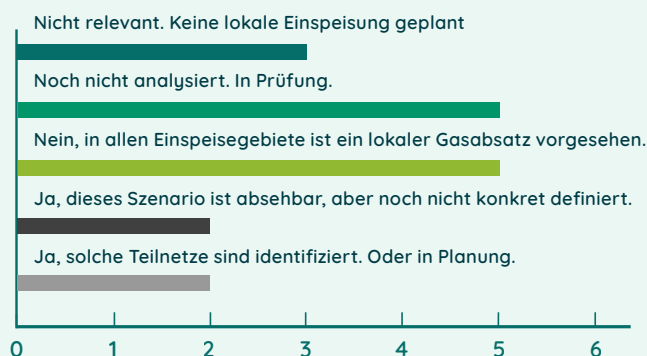 Nicht relevant. Keine lokale Einspeisung geplant
Noch nicht analysiert. In Prüfung.
Nein, in allen Einspeisegebiete ist ein lokaler Gasabsatz vorgesehen.
Ja, dieses Szenario ist absehbar, aber noch nicht konkret definiert.
Ja, solche Teilnetze sind identifiziert. Oder in Planung.
0 1 2 3 4 5 6